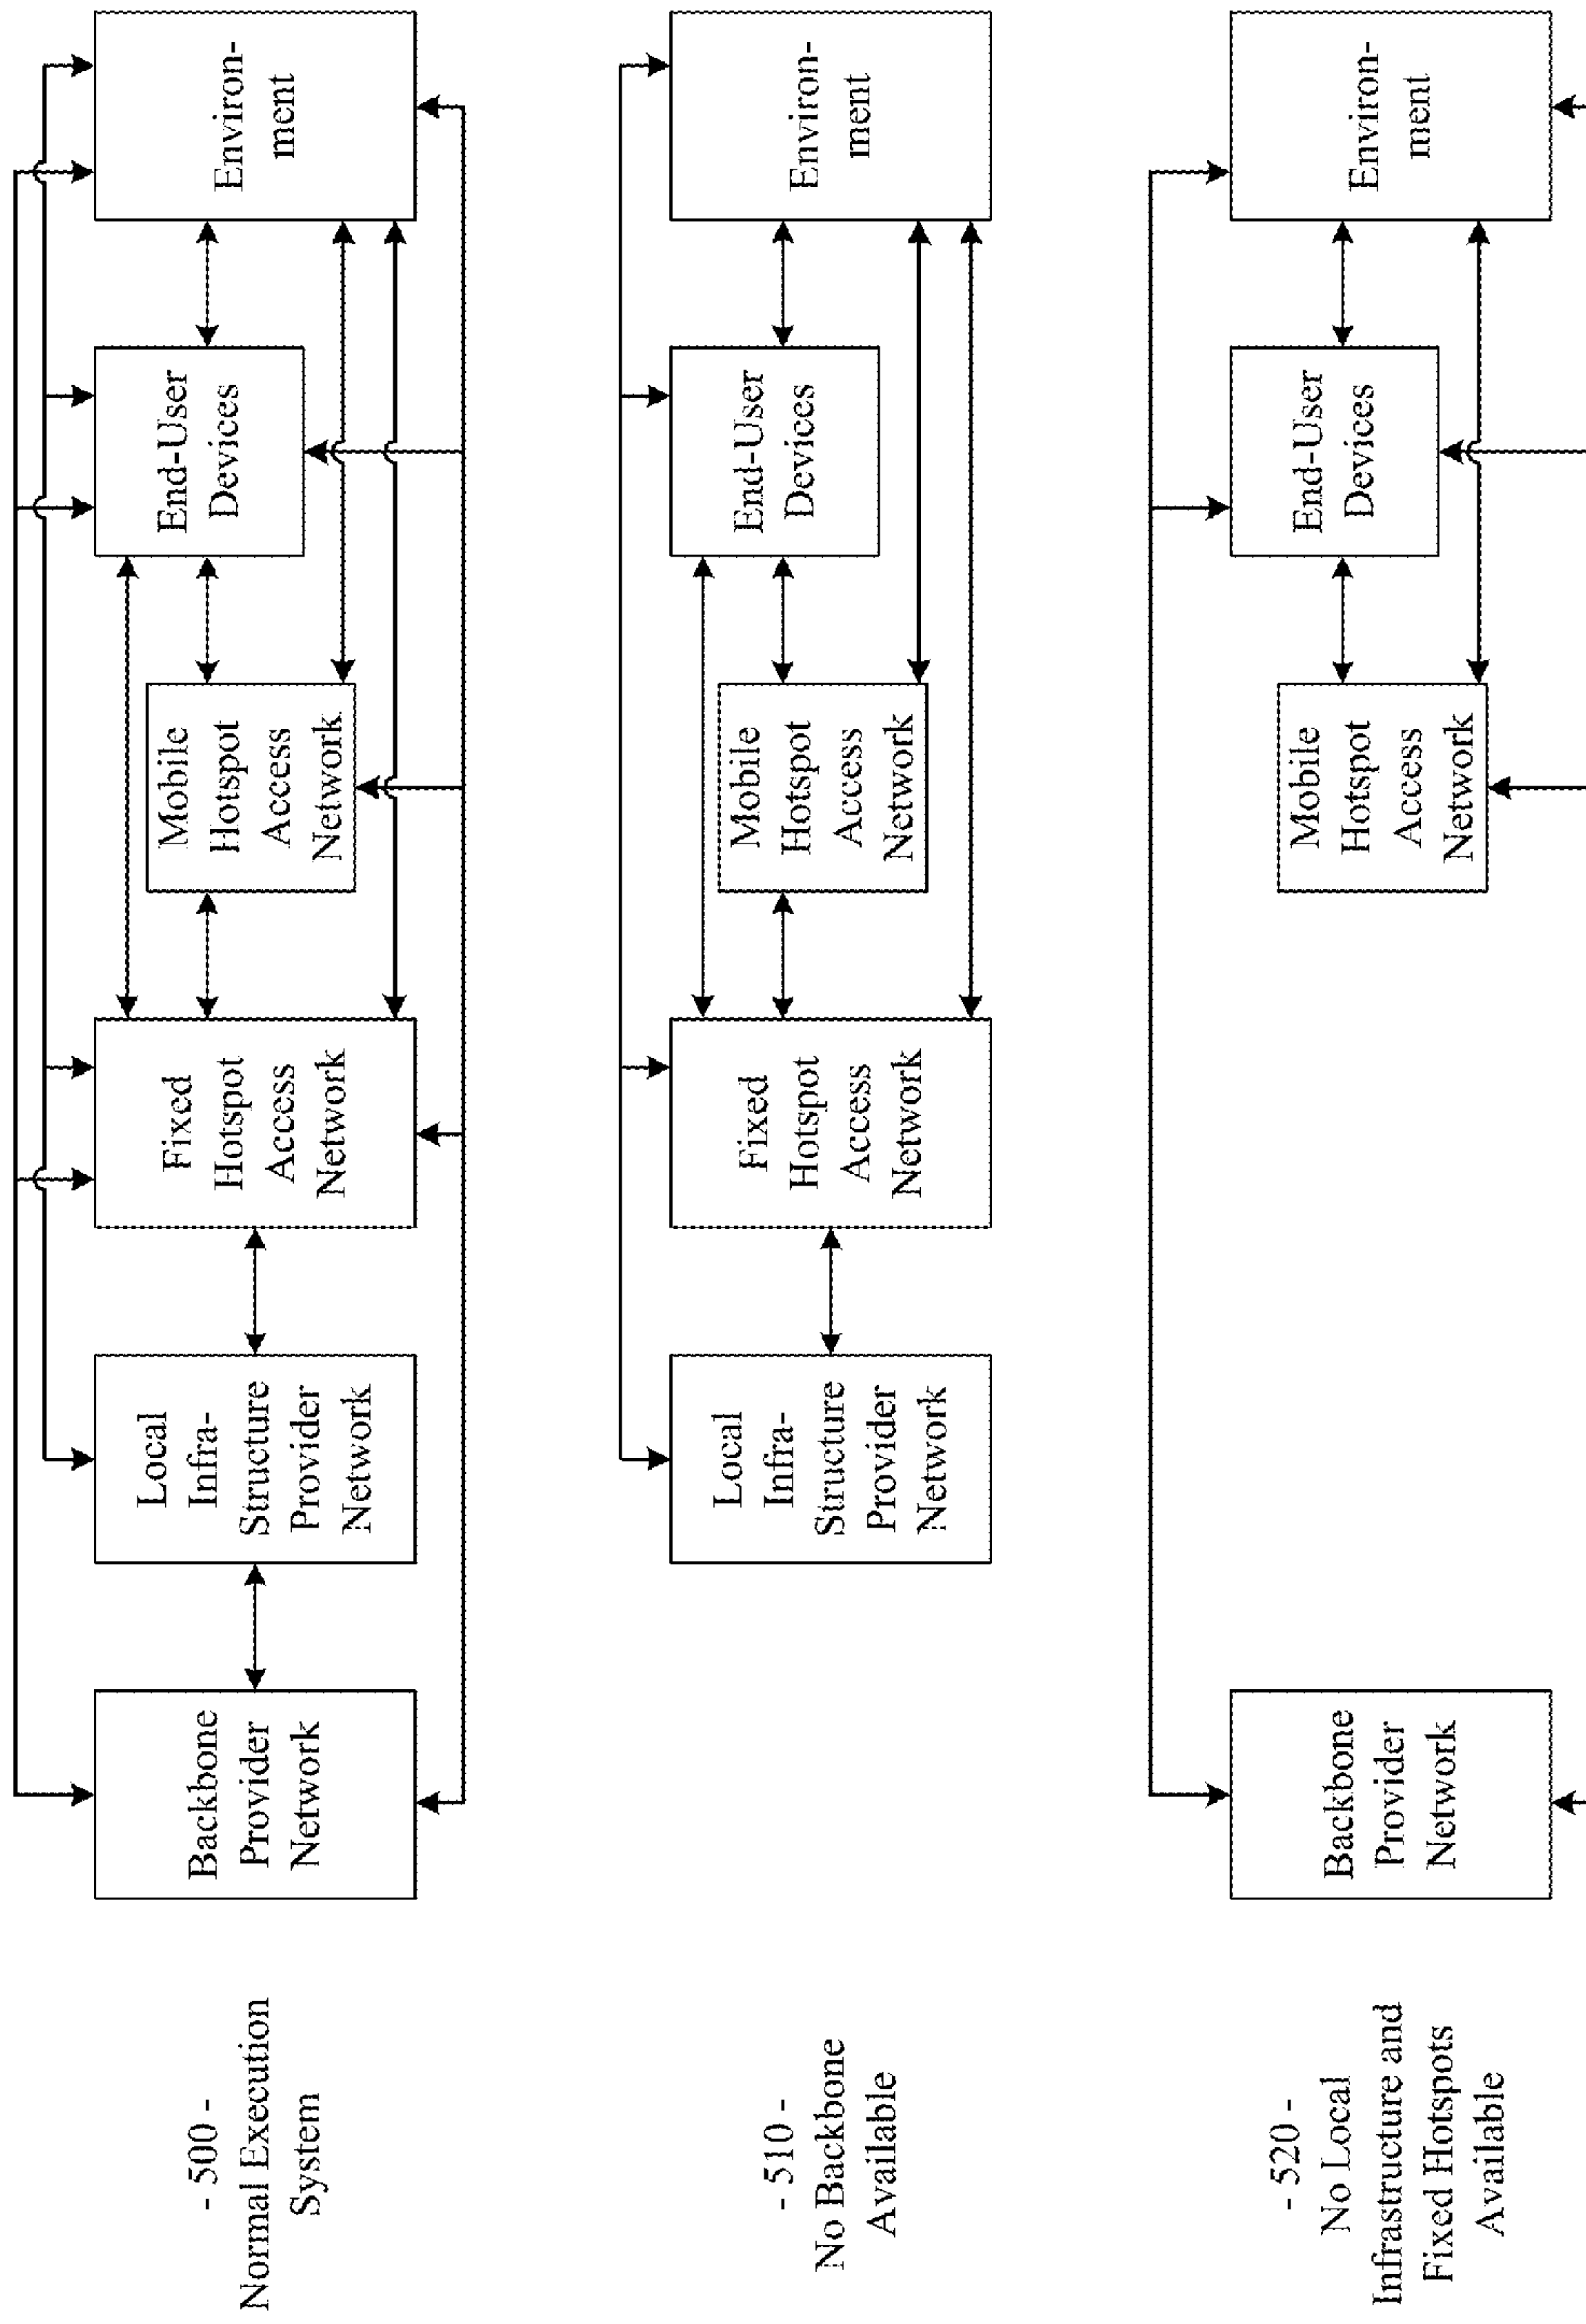 - 500 -
Normal Execution
System
Backbone
Provider
Network
Local
Infra-
Structure
Provider
Network
Fixed
Hotspot
Access
Network
Mobile
Hotspot
Access
Network
End-User
Devices
Environ-
ment
- 510 -
No Backbone
Available
Local
Infra-
Structure
Provider
Network
Fixed
Hotspot
Access
Network
Mobile
Hotspot
Access
Network
End-User
Devices
Environ-
ment
- 520 -
No Local
Infrastructure and
Fixed Hotspots
Available
Backbone
Provider
Network
Mobile
Hotspot
Access
Network
End-User
Devices
Environ-
ment